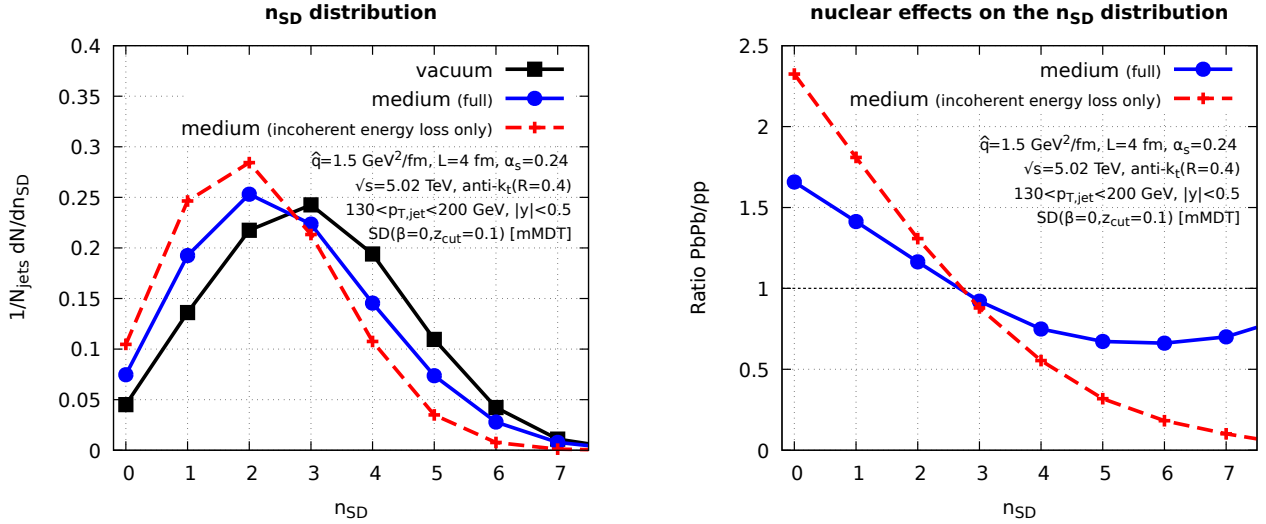 n_SD distribution
0.4
0.35
0.3
0.25
0.2
0.15
0.1
0.05
0
1/N_jets dN/dn_SD
vacuum
medium (full)
medium (incoherent energy loss only)
q̂=1.5 GeV²/fm, L=4 fm, α_s=0.24
√s=5.02 TeV, anti-k_t(R=0.4)
130<p_T,jet<200 GeV, |y|<0.5
SD(β=0,z_cut=0.1) [mMDT]
0 1 2 3 4 5 6 7
n_SD
nuclear effects on the n_SD distribution
2.5
2
1.5
1
0.5
0
Ratio PbPb/pp
medium (full)
medium (incoherent energy loss only)
q̂=1.5 GeV²/fm, L=4 fm, α_s=0.24
√s=5.02 TeV, anti-k_t(R=0.4)
130<p_T,jet<200 GeV, |y|<0.5
SD(β=0,z_cut=0.1) [mMDT]
0 1 2 3 4 5 6 7
n_SD